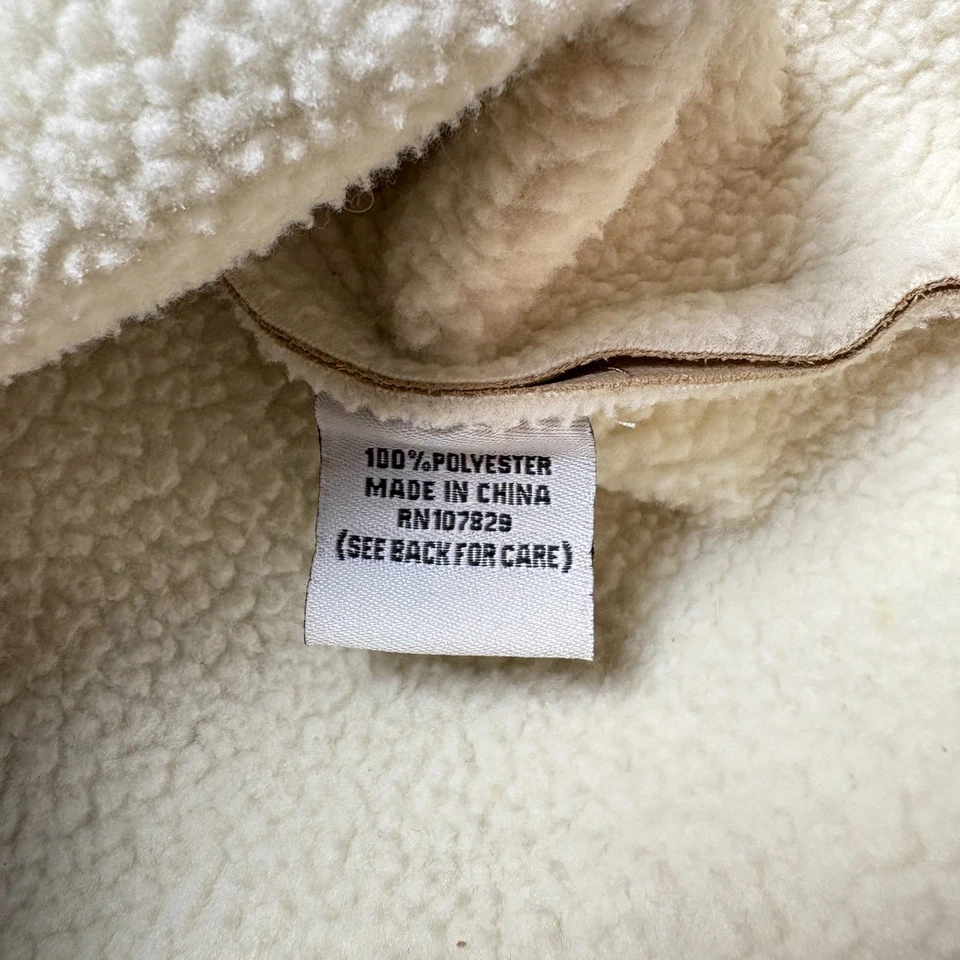 100%POLYESTER
MADE IN CHINA
RN107829
(SEE BACK FOR CARE)